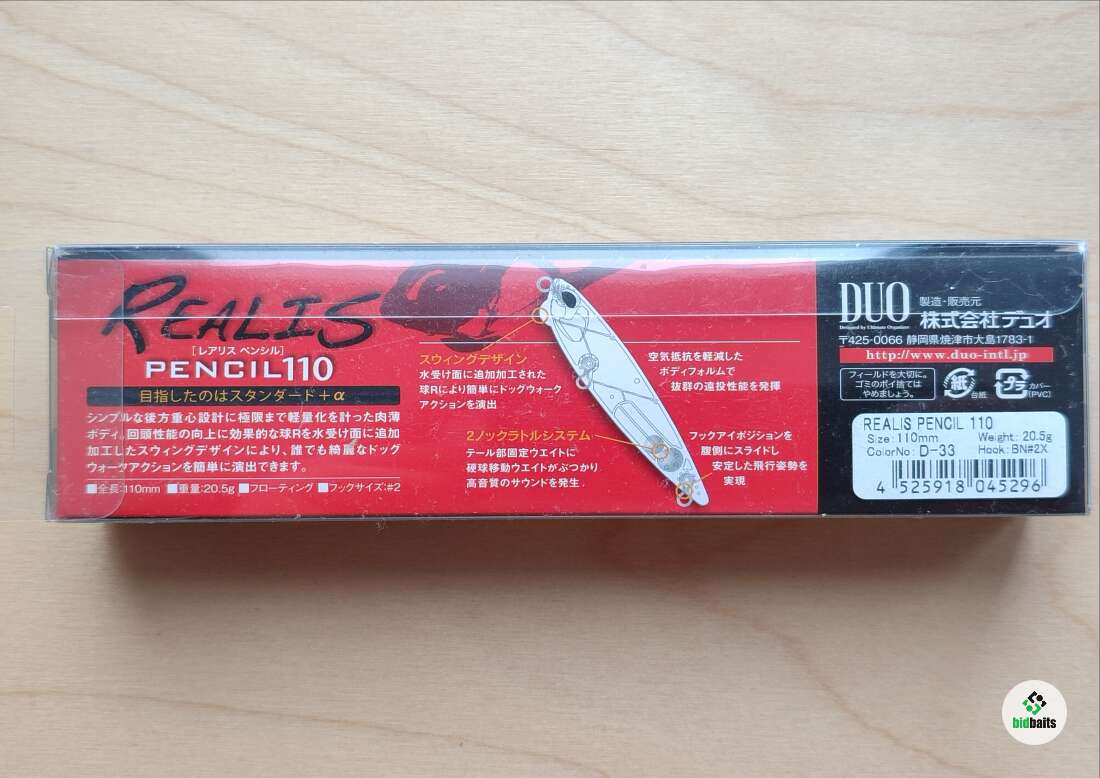 REALIS
[レアリス ペンシル]
PENCIL110
目指したのはスタンダード+α
シンプルな後方重心設計に極限まで軽量化を計った肉薄
ボディ。回頭性能の向上に効果的な球Rを水受け面に追加
加工したスウィングデザインにより、誰でも綺麗なドッグ
ウォークアクションを簡単に演出できます。
■全長:110mm ■重量:20.5g ■フローティング ■フックサイズ:#2
スウィングデザイン
水受け面に追加加工された
球Rにより簡単にドッグウォーク
アクションを演出
2ノックラトルシステム
テール部固定ウエイトに
硬球移動ウエイトがぶつかり
高音質のサウンドを発生
空気抵抗を軽減した
ボディフォルムで
抜群の遠投性能を発揮
フックアイポジションを
腹側にスライドし
安定した飛行姿勢を
実現
DUO
Designed by Ultimate Organizer
製造・販売元
株式会社デュオ
〒425-0066 静岡県焼津市大島1783-1
http://www.duo-intl.jp
フィールドを大切に。
ゴミのポイ捨ては
やめましょう。
紙
台紙
プラ
カバー
(PVC)
REALIS PENCIL 110
Size: 110mm Weight: 20.5g
ColorNo: D-33 Hook: BN#2X
4 525918 045296
bidbaits